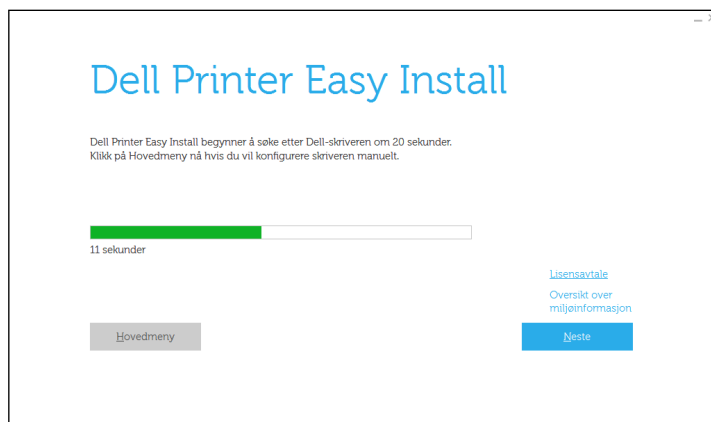 Dell Printer Easy Install
Dell Printer Easy Install begynner å søke etter Dell-skriveren om 20 sekunder.
Klikk på Hovedmeny nå hvis du vil konfigurere skriveren manuelt.
11 sekunder
Lisensavtale
Oversikt over
miljøinformasjon
Hovedmeny
Neste